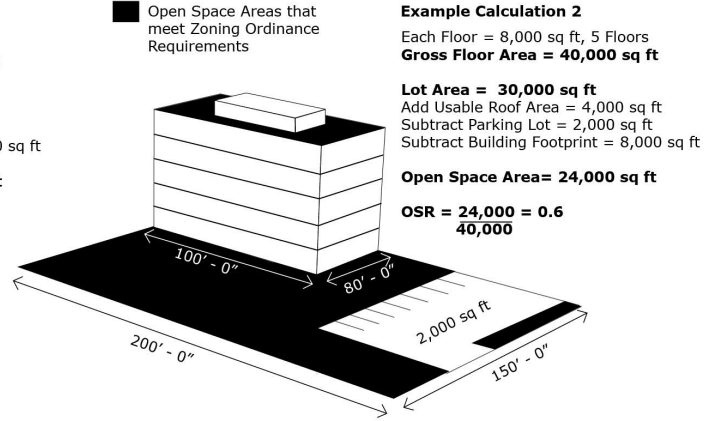 Open Space Areas that
meet Zoning Ordinance
Requirements
0 sq ft
Example Calculation 2
Each Floor = 8,000 sq ft, 5 Floors
Gross Floor Area = 40,000 sq ft
Lot Area = 30,000 sq ft
Add Usable Roof Area = 4,000 sq ft
Subtract Parking Lot = 2,000 sq ft
Subtract Building Footprint = 8,000 sq ft
Open Space Area= 24,000 sq ft
OSR = 24,000 = 0.6
40,000
100’ - 0”
80’ - 0”
2,000 sq ft
200’ - 0”
150’ - 0”